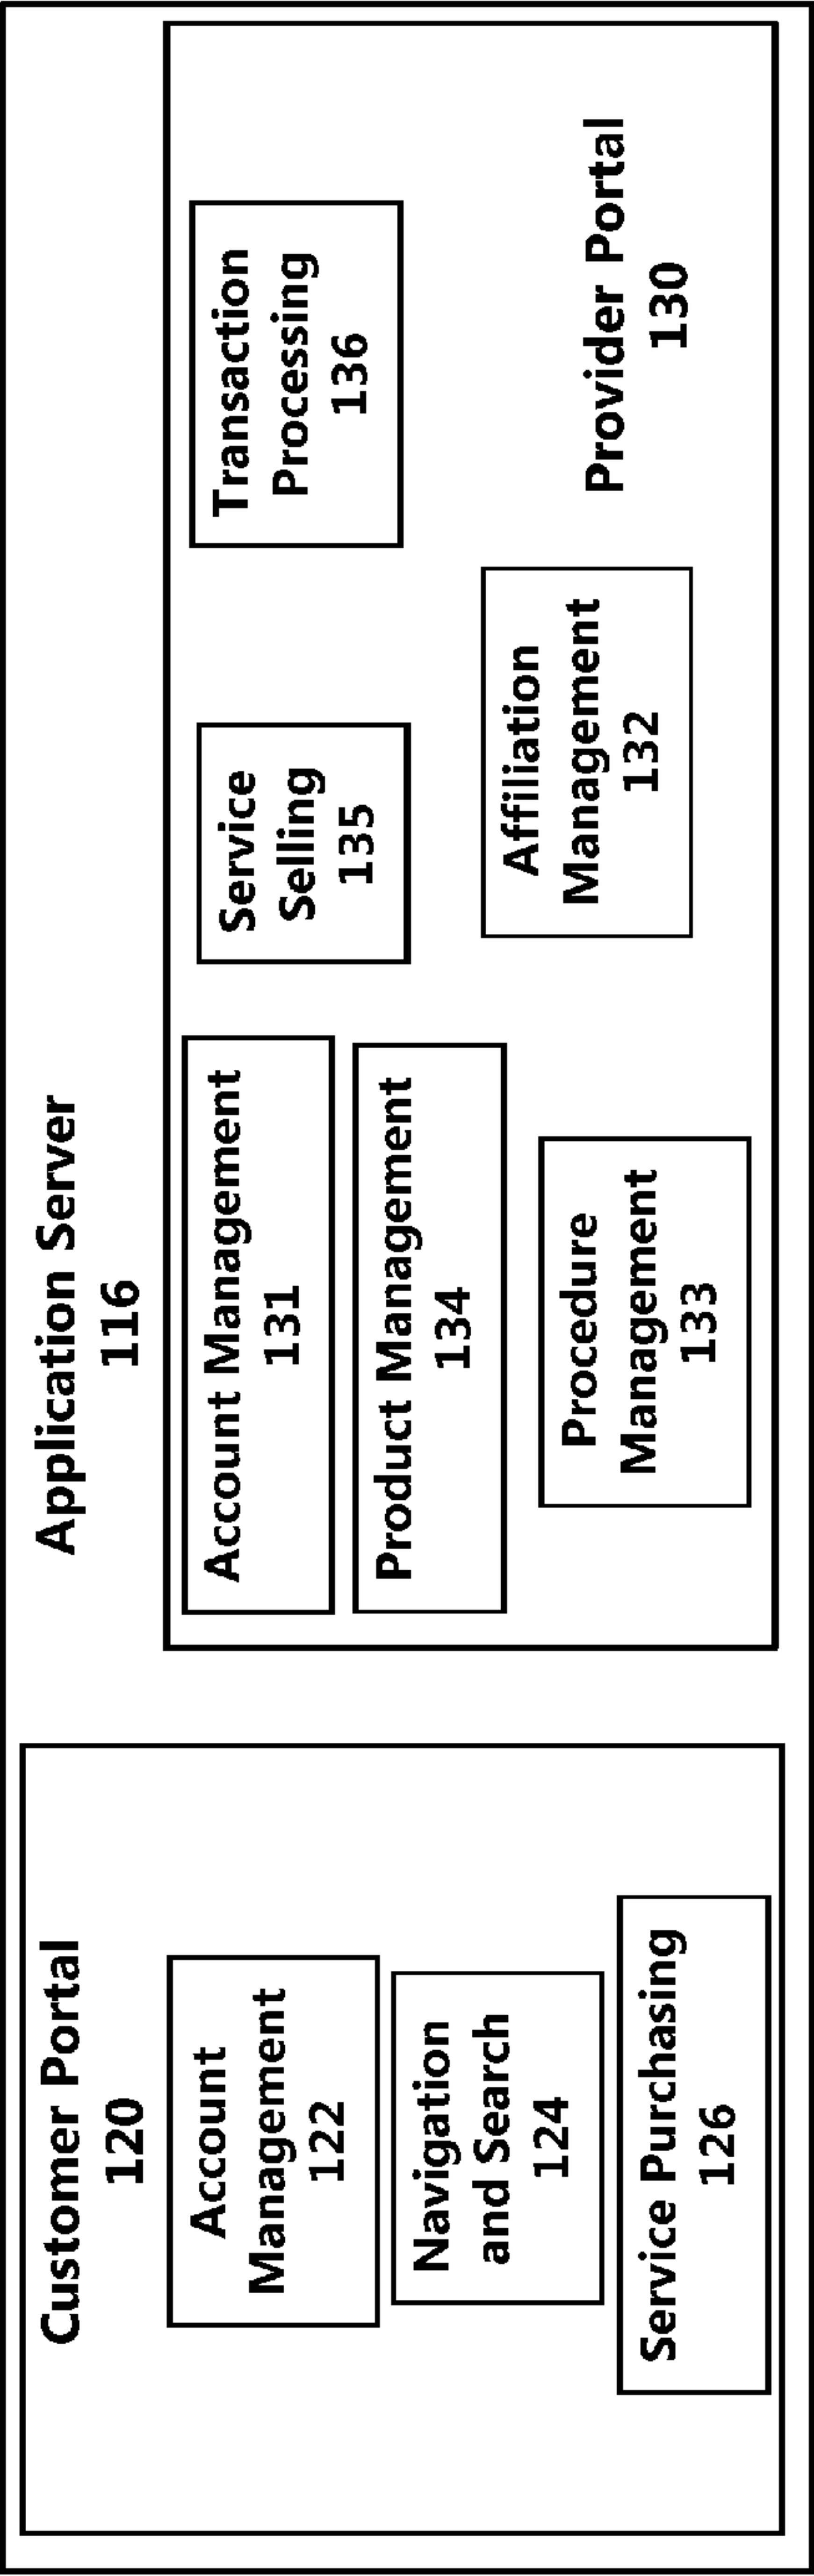 Application Server
116
Customer Portal
120
Account
Management
122
Navigation
and Search
124
Service Purchasing
126
Account Management
131
Product Management
134
Procedure
Management
133
Service
Selling
135
Affiliation
Management
132
Transaction
Processing
136
Provider Portal
130